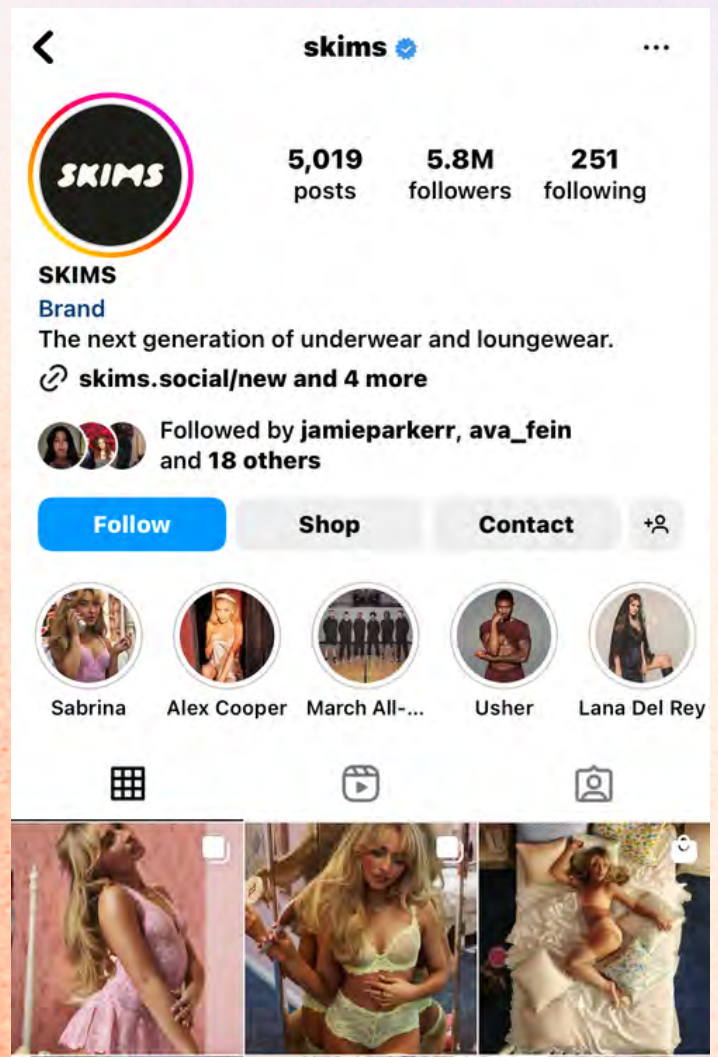 skims
SKIMS
5,019 5.8M 251
posts followers following
SKIMS
Brand
The next generation of underwear and loungewear.
skims.social/new and 4 more
Followed by jamieparkerr, ava_fein
and 18 others
Follow Shop Contact
Sabrina Alex Cooper March All-... Usher Lana Del Rey